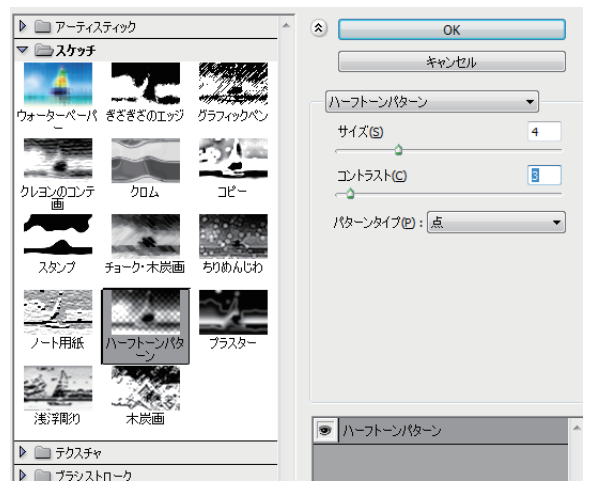 アーティスティック
スケッチ
ウォーターペーパ
ー
ぎざぎざのエッジ
グラフィックペン
クレヨンのコンテ
画
クロム
コピー
スタンプ
チョーク・木炭画
ちりめんじわ
ノート用紙
ハーフトーンパタ
ーン
プラスター
浅浮彫り
木炭画
テクスチャ
ブラシストローク
OK
キャンセル
ハーフトーンパターン
サイズ(S) 4
コントラスト(C) 3
パターンタイプ(P)：点
ハーフトーンパターン